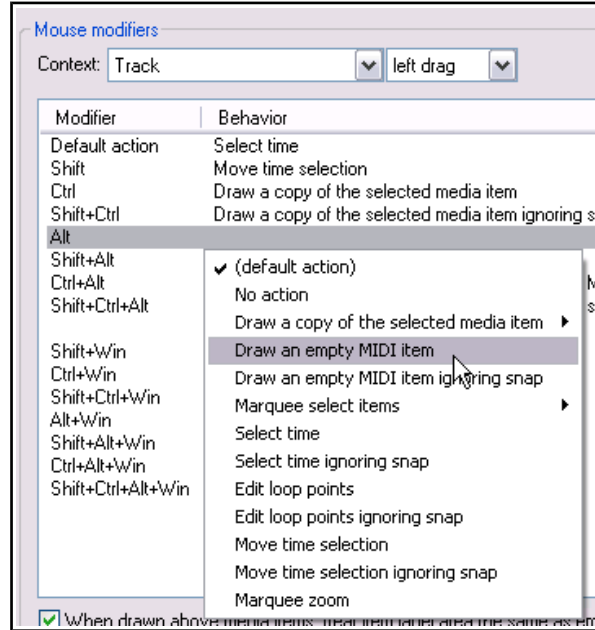 Mouse modifiers
Context: Track left drag
Modifier Behavior
Default action Select time
Shift Move time selection
Ctrl Draw a copy of the selected media item
Shift+Ctrl Draw a copy of the selected media item ignoring s
Alt
Shift+Alt
Ctrl+Alt
Shift+Ctrl+Alt
Shift+Win
Ctrl+Win
Shift+Ctrl+Win
Alt+Win
Shift+Alt+Win
Ctrl+Alt+Win
Shift+Ctrl+Alt+Win
(default action)
No action
Draw a copy of the selected media item
Draw an empty MIDI item
Draw an empty MIDI item ignoring snap
Marquee select items
Select time
Select time ignoring snap
Edit loop points
Edit loop points ignoring snap
Move time selection
Move time selection ignoring snap
Marquee zoom
When drawn above media items, treat item label area the same as em